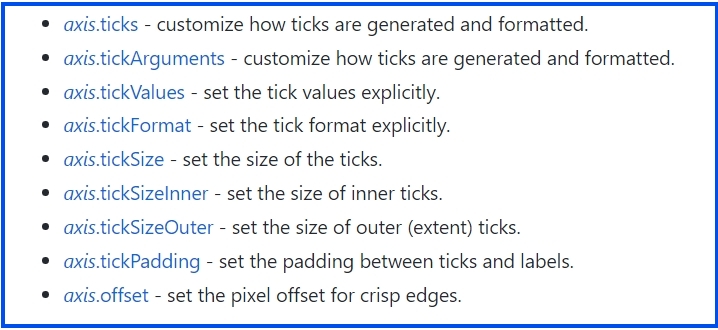 • axis.ticks - customize how ticks are generated and formatted.
• axis.tickArguments - customize how ticks are generated and formatted.
• axis.tickValues - set the tick values explicitly.
• axis.tickFormat - set the tick format explicitly.
• axis.tickSize - set the size of the ticks.
• axis.tickSizeInner - set the size of inner ticks.
• axis.tickSizeOuter - set the size of outer (extent) ticks.
• axis.tickPadding - set the padding between ticks and labels.
• axis.offset - set the pixel offset for crisp edges.